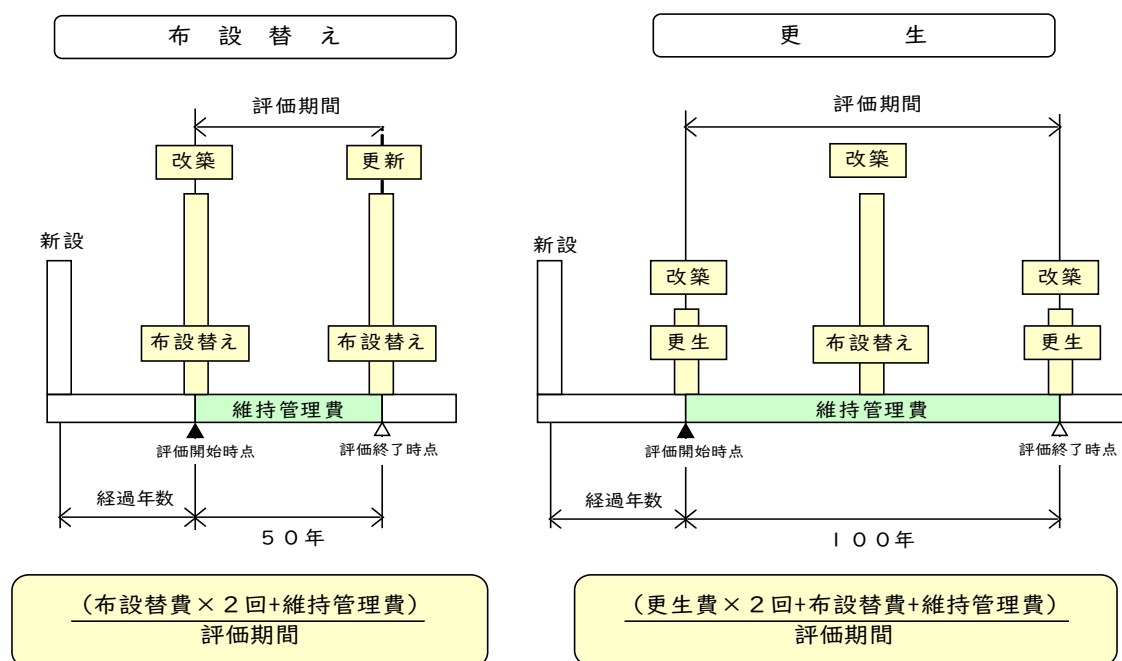 布設替え
評価期間
改築
更新
新設
布設替え
布設替え
維持管理費
評価開始時点
評価終了時点
経過年数
５０年
(布設替費×２回+維持管理費)
評価期間
更生
評価期間
改築
新設
改築
改築
更生
布設替え
更生
維持管理費
評価開始時点
評価終了時点
経過年数
１００年
(更生費×２回+布設替費+維持管理費)
評価期間